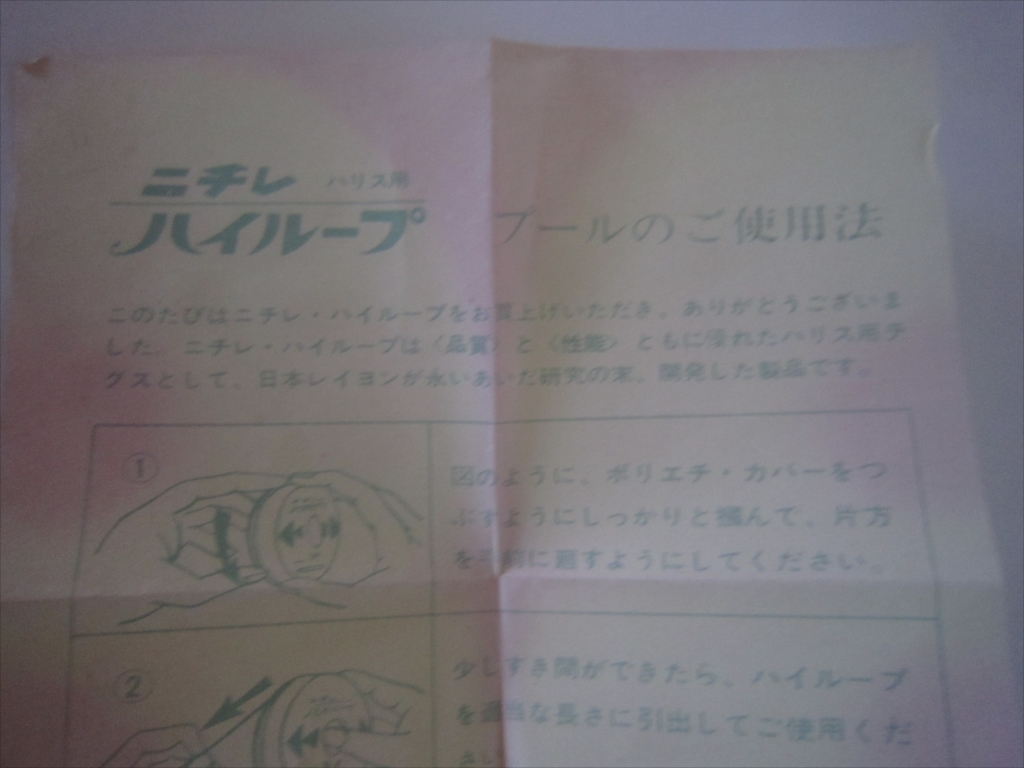 ニチレ ハリス用
ハイループ プールのご使用法
このたびはニチレ・ハイループをお買上げいただき、ありがとうございま
した。ニチレ・ハイループは〈品質〉と〈性能〉ともに優れたハリス用テ
グスとして、日本レイヨンが永いあいだ研究の末、開発した製品です。
①
図のように、ポリエチ・カバーをつ
ぶすようにしっかりと掴んで、片方
を手前に廻すようにしてください。
②
少しすき間ができたら、ハイループ
を適当な長さに引出してご使用くだ
さい